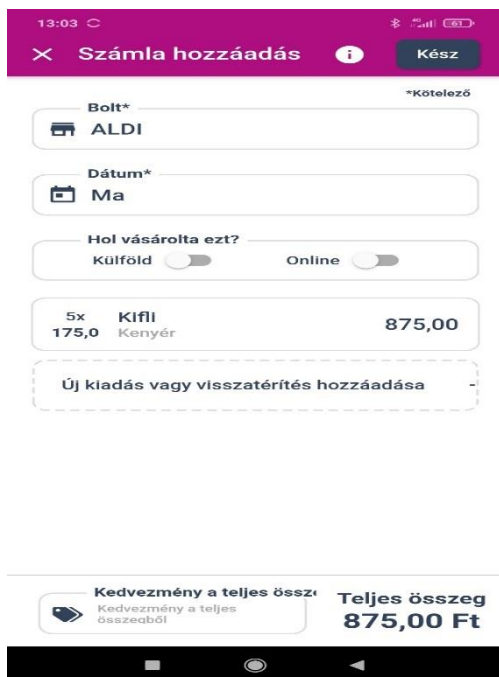 13:03
61
Számla hozzáadás
i
Kész
*Kötelező
Bolt*
ALDI
Dátum*
Ma
Hol vásárolta ezt?
Külföld
Online
5x Kifli
175,0 Kenyér
875,00
Új kiadás vagy visszatérítés hozzáadása -
Kedvezmény a teljes össz
Kedvezmény a teljes
összegből
Teljes összeg
875,00 Ft